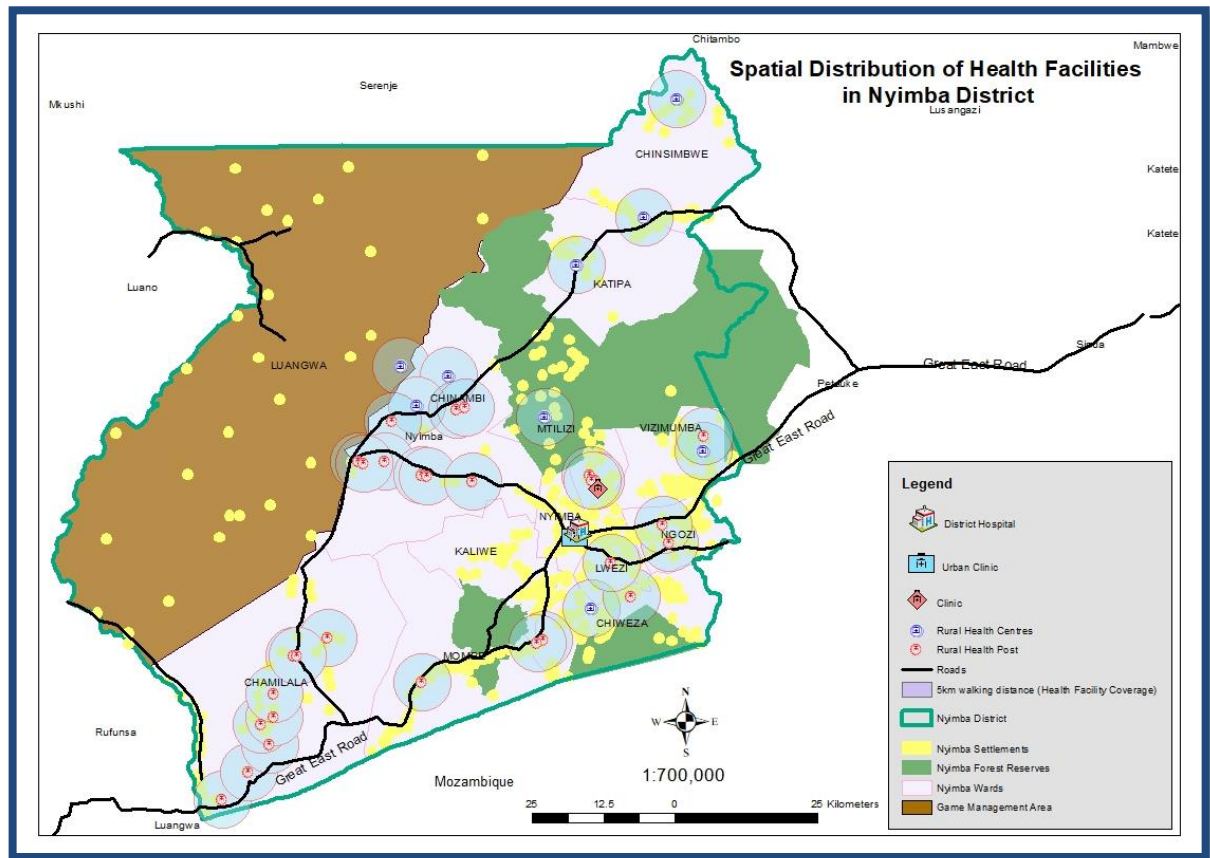 Chitambo
Mambwe
Spatial Distribution of Health Facilities
in Nyimba District
Serenje
Mkushi
Lusangazi
CHINSIMBWE
Katete
Katete
Luano
KATIPA
LUANGWA
Great East Road
Sinda
Petauke
CHINAMBI
MTILIZI
VIZIMUMBA
Nyimba
Great East Road
NYIMBA
NGOZI
KALIWE
LWEZI
CHIWEZA
CHAMILALA
Rufunsa
Great East Road
Mozambique
Luangwa
N
W
E
S
1:700,000
25
12.5
0
25 Kilometers
Legend
District Hospital
Urban Clinic
Clinic
Rural Health Centres
Rural Health Post
Roads
5km walking distance (Health Facility Coverage)
Nyimba District
Nyimba Settlements
Nyimba Forest Reserves
Nyimba Wards
Game Management Area